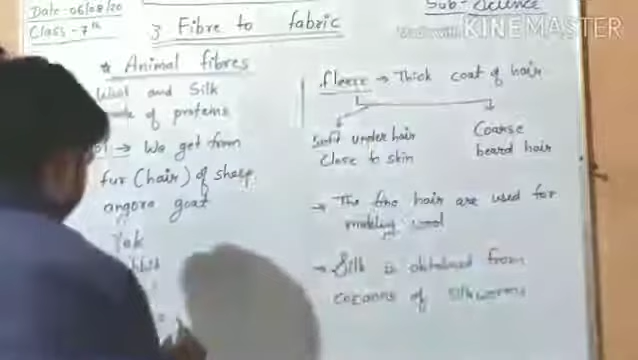 Date-06/08/20
Class-7th
3 Fibre to fabric
Sub-Science
Made with KINEMASTER
* Animal fibres
Wool and Silk
of proteins
→ We get from
fur (hair) of sheep
angora goat
Yak
fleece → Thick coat of hair
Soft under hair
close to skin
Coarse
beard hair
→ The fine hair are used for
making wool
→ Silk is obtained from
cocoons of silkworms